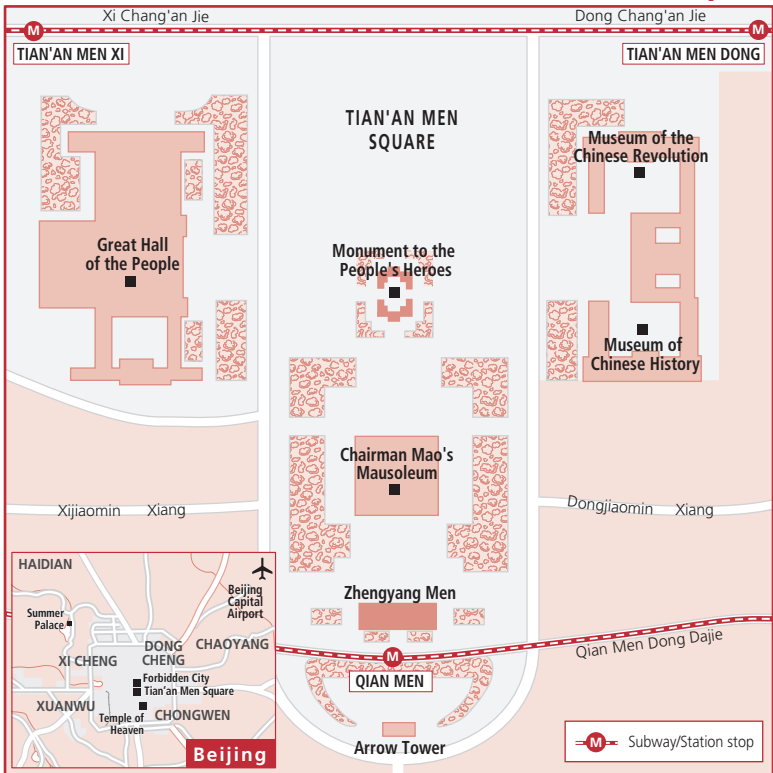 Xi Chang'an Jie
Dong Chang'an Jie
M
M
TIAN'AN MEN XI
TIAN'AN MEN DONG
TIAN'AN MEN
SQUARE
Museum of the
Chinese Revolution
Great Hall
of the People
Monument to the
People's Heroes
Museum of
Chinese History
Chairman Mao's
Mausoleum
Xijiaomin Xiang
Dongjiaomin Xiang
Zhengyang Men
Qian Men Dong Dajie
M
QIAN MEN
Arrow Tower
HAIDIAN
Beijing
Capital
Airport
Summer
Palace
DONG
CHENG
CHAOYANG
XI CHENG
Forbidden City
Tian'an Men Square
XUANWU
Temple of
Heaven
CHONGWEN
Beijing
M Subway/Station stop